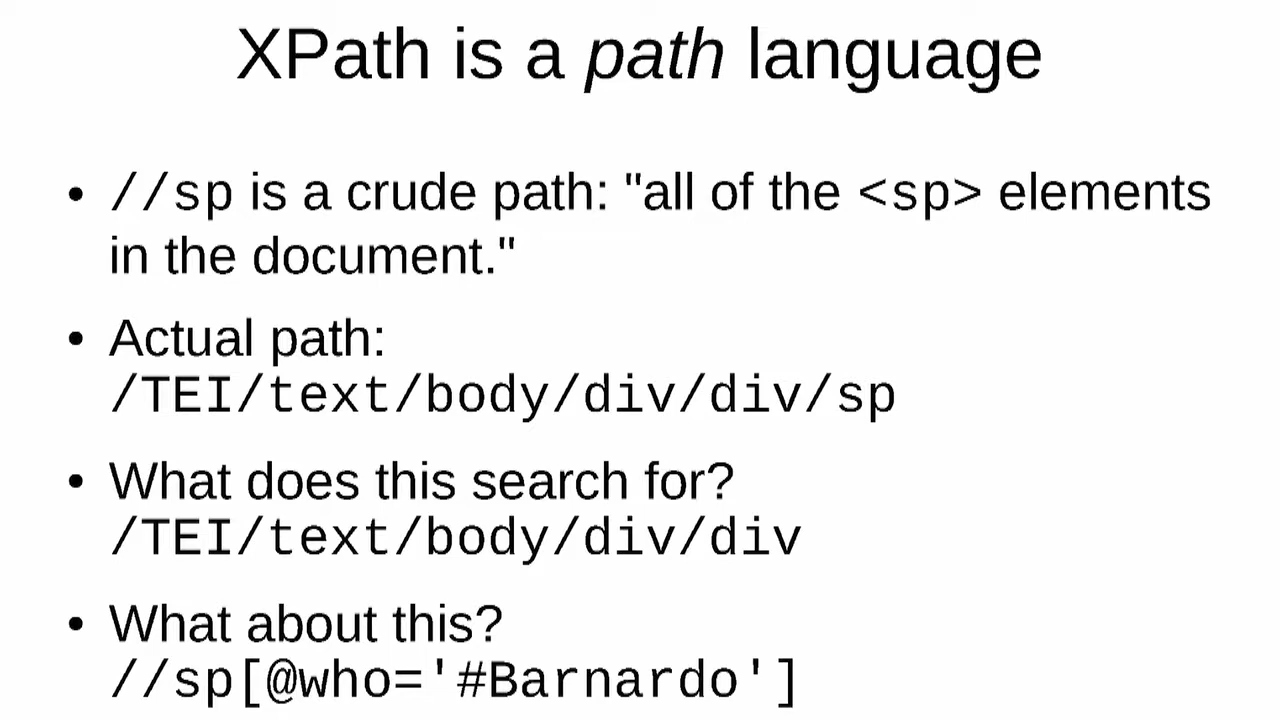 XPath is a path language
• //sp is a crude path: "all of the <sp> elements
in the document."
• Actual path:
/TEI/text/body/div/div/sp
• What does this search for?
/TEI/text/body/div/div
• What about this?
//sp[@who='#Barnardo']